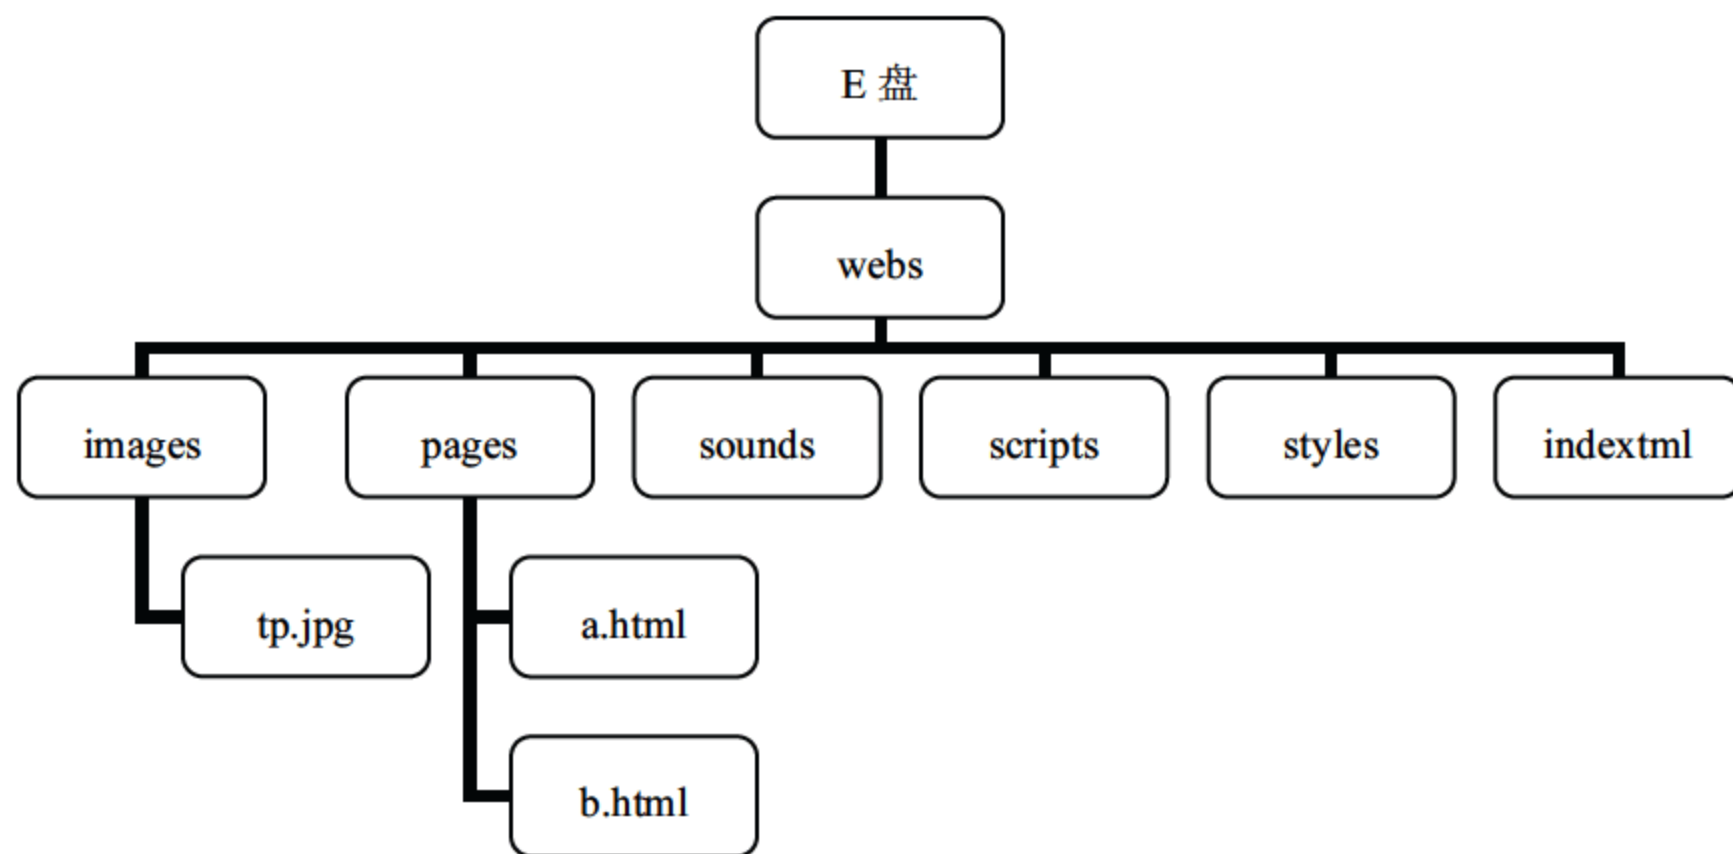 E 盘
webs
images
pages
sounds
scripts
styles
indextml
tp.jpg
a.html
b.html